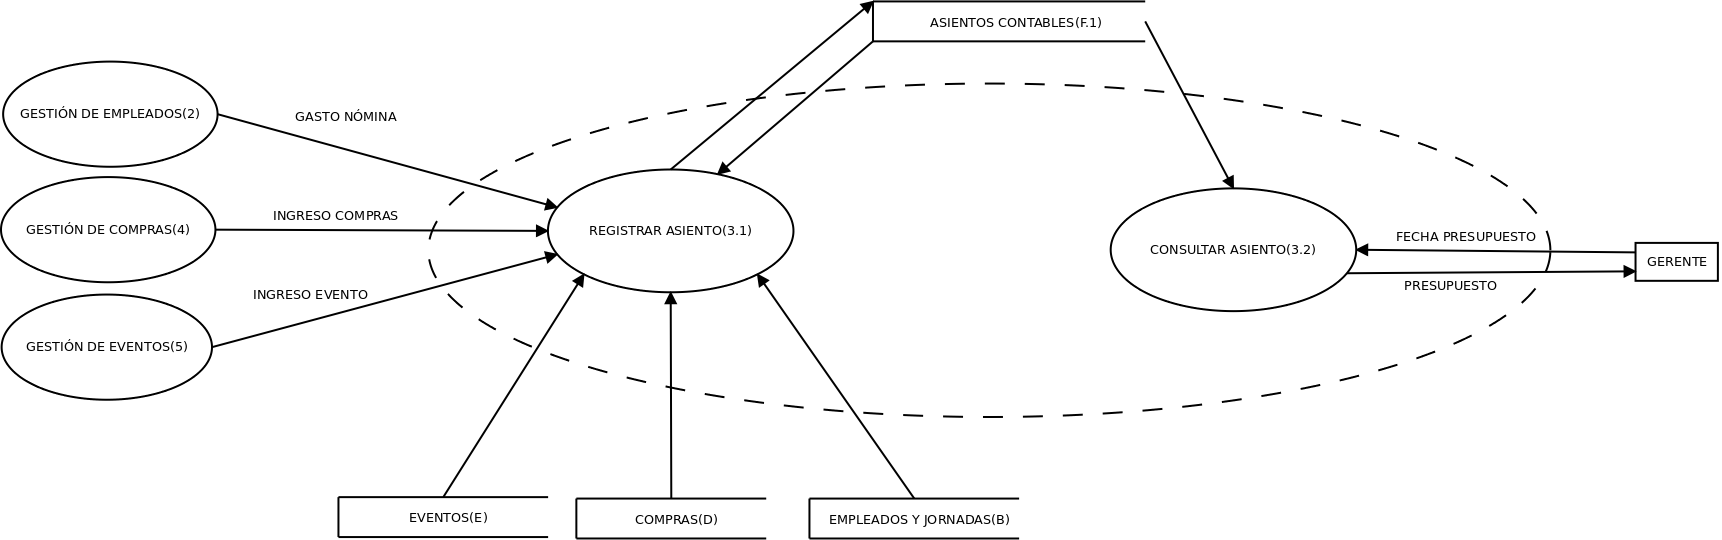 ASIENTOS CONTABLES(F.1)
GESTIÓN DE EMPLEADOS(2)
GASTO NÓMINA
INGRESO COMPRAS
GESTIÓN DE COMPRAS(4)
REGISTRAR ASIENTO(3.1)
CONSULTAR ASIENTO(3.2)
FECHA PRESUPUESTO
GERENTE
PRESUPUESTO
INGRESO EVENTO
GESTIÓN DE EVENTOS(5)
EVENTOS(E)
COMPRAS(D)
EMPLEADOS Y JORNADAS(B)